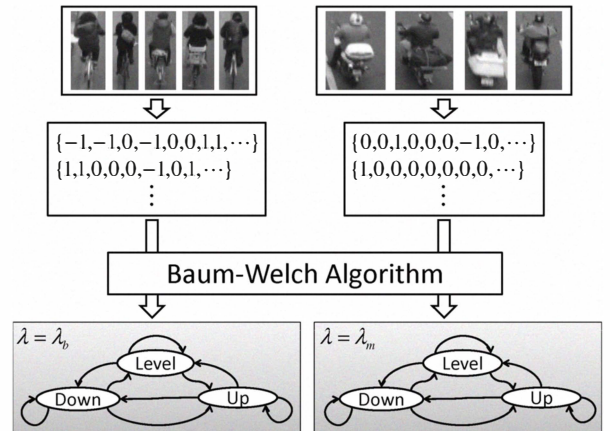 {−1,−1,0,−1,0,0,1,1,⋯}
{1,1,0,0,0,−1,0,1,⋯}
⋮
{0,0,1,0,0,0,−1,0,⋯}
{1,0,0,0,0,0,0,0,⋯}
⋮
Baum-Welch Algorithm
λ = λ_b
Level
Down
Up
λ = λ_m
Level
Down
Up